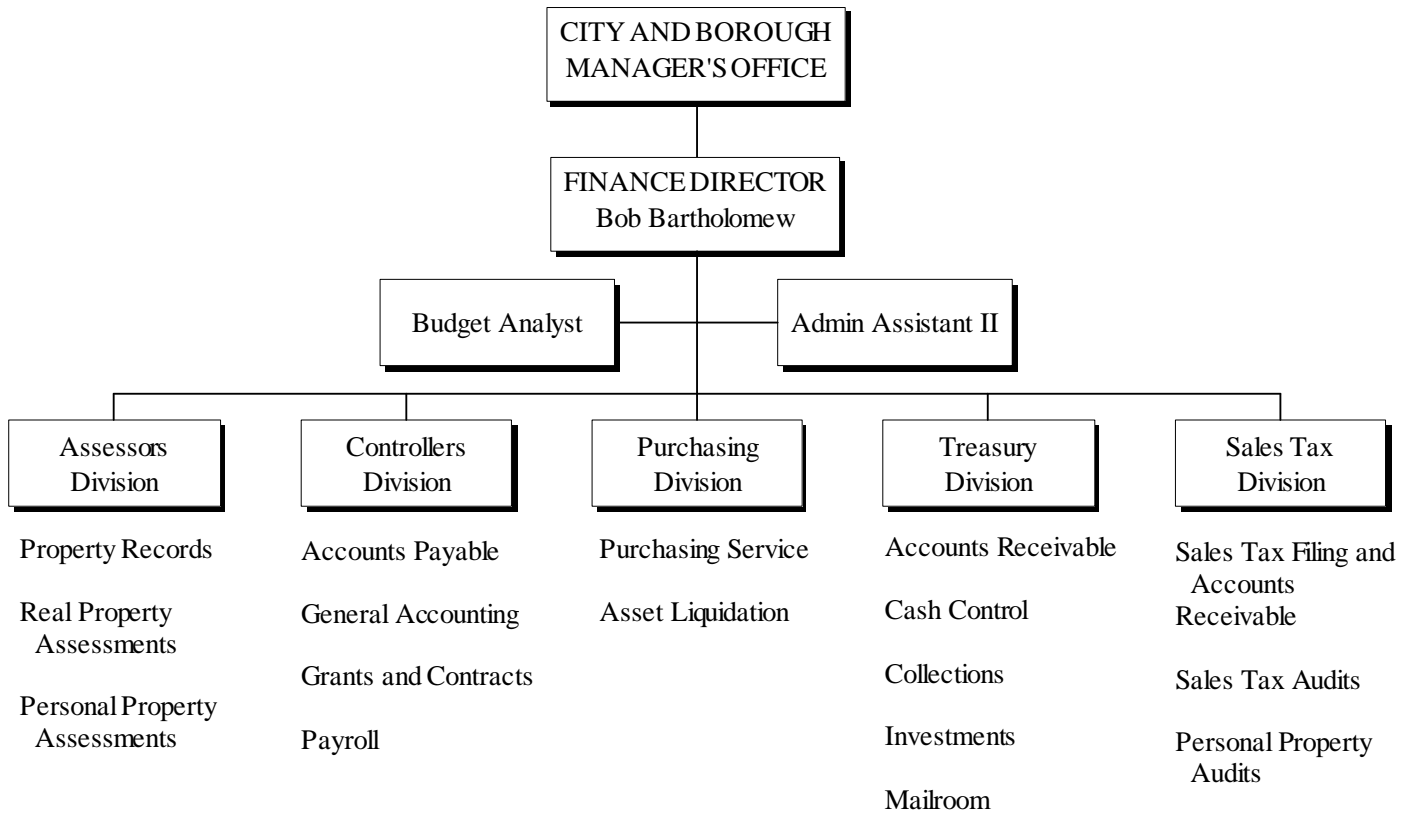 CITY AND BOROUGH
MANAGER'S OFFICE
FINANCE DIRECTOR
Bob Bartholomew
Budget Analyst
Admin Assistant II
Assessors
Division
Property Records
Real Property
Assessments
Personal Property
Assessments
Controllers
Division
Accounts Payable
General Accounting
Grants and Contracts
Payroll
Purchasing
Division
Purchasing Service
Asset Liquidation
Treasury
Division
Accounts Receivable
Cash Control
Collections
Investments
Mailroom
Sales Tax
Division
Sales Tax Filing and
Accounts
Receivable
Sales Tax Audits
Personal Property
Audits